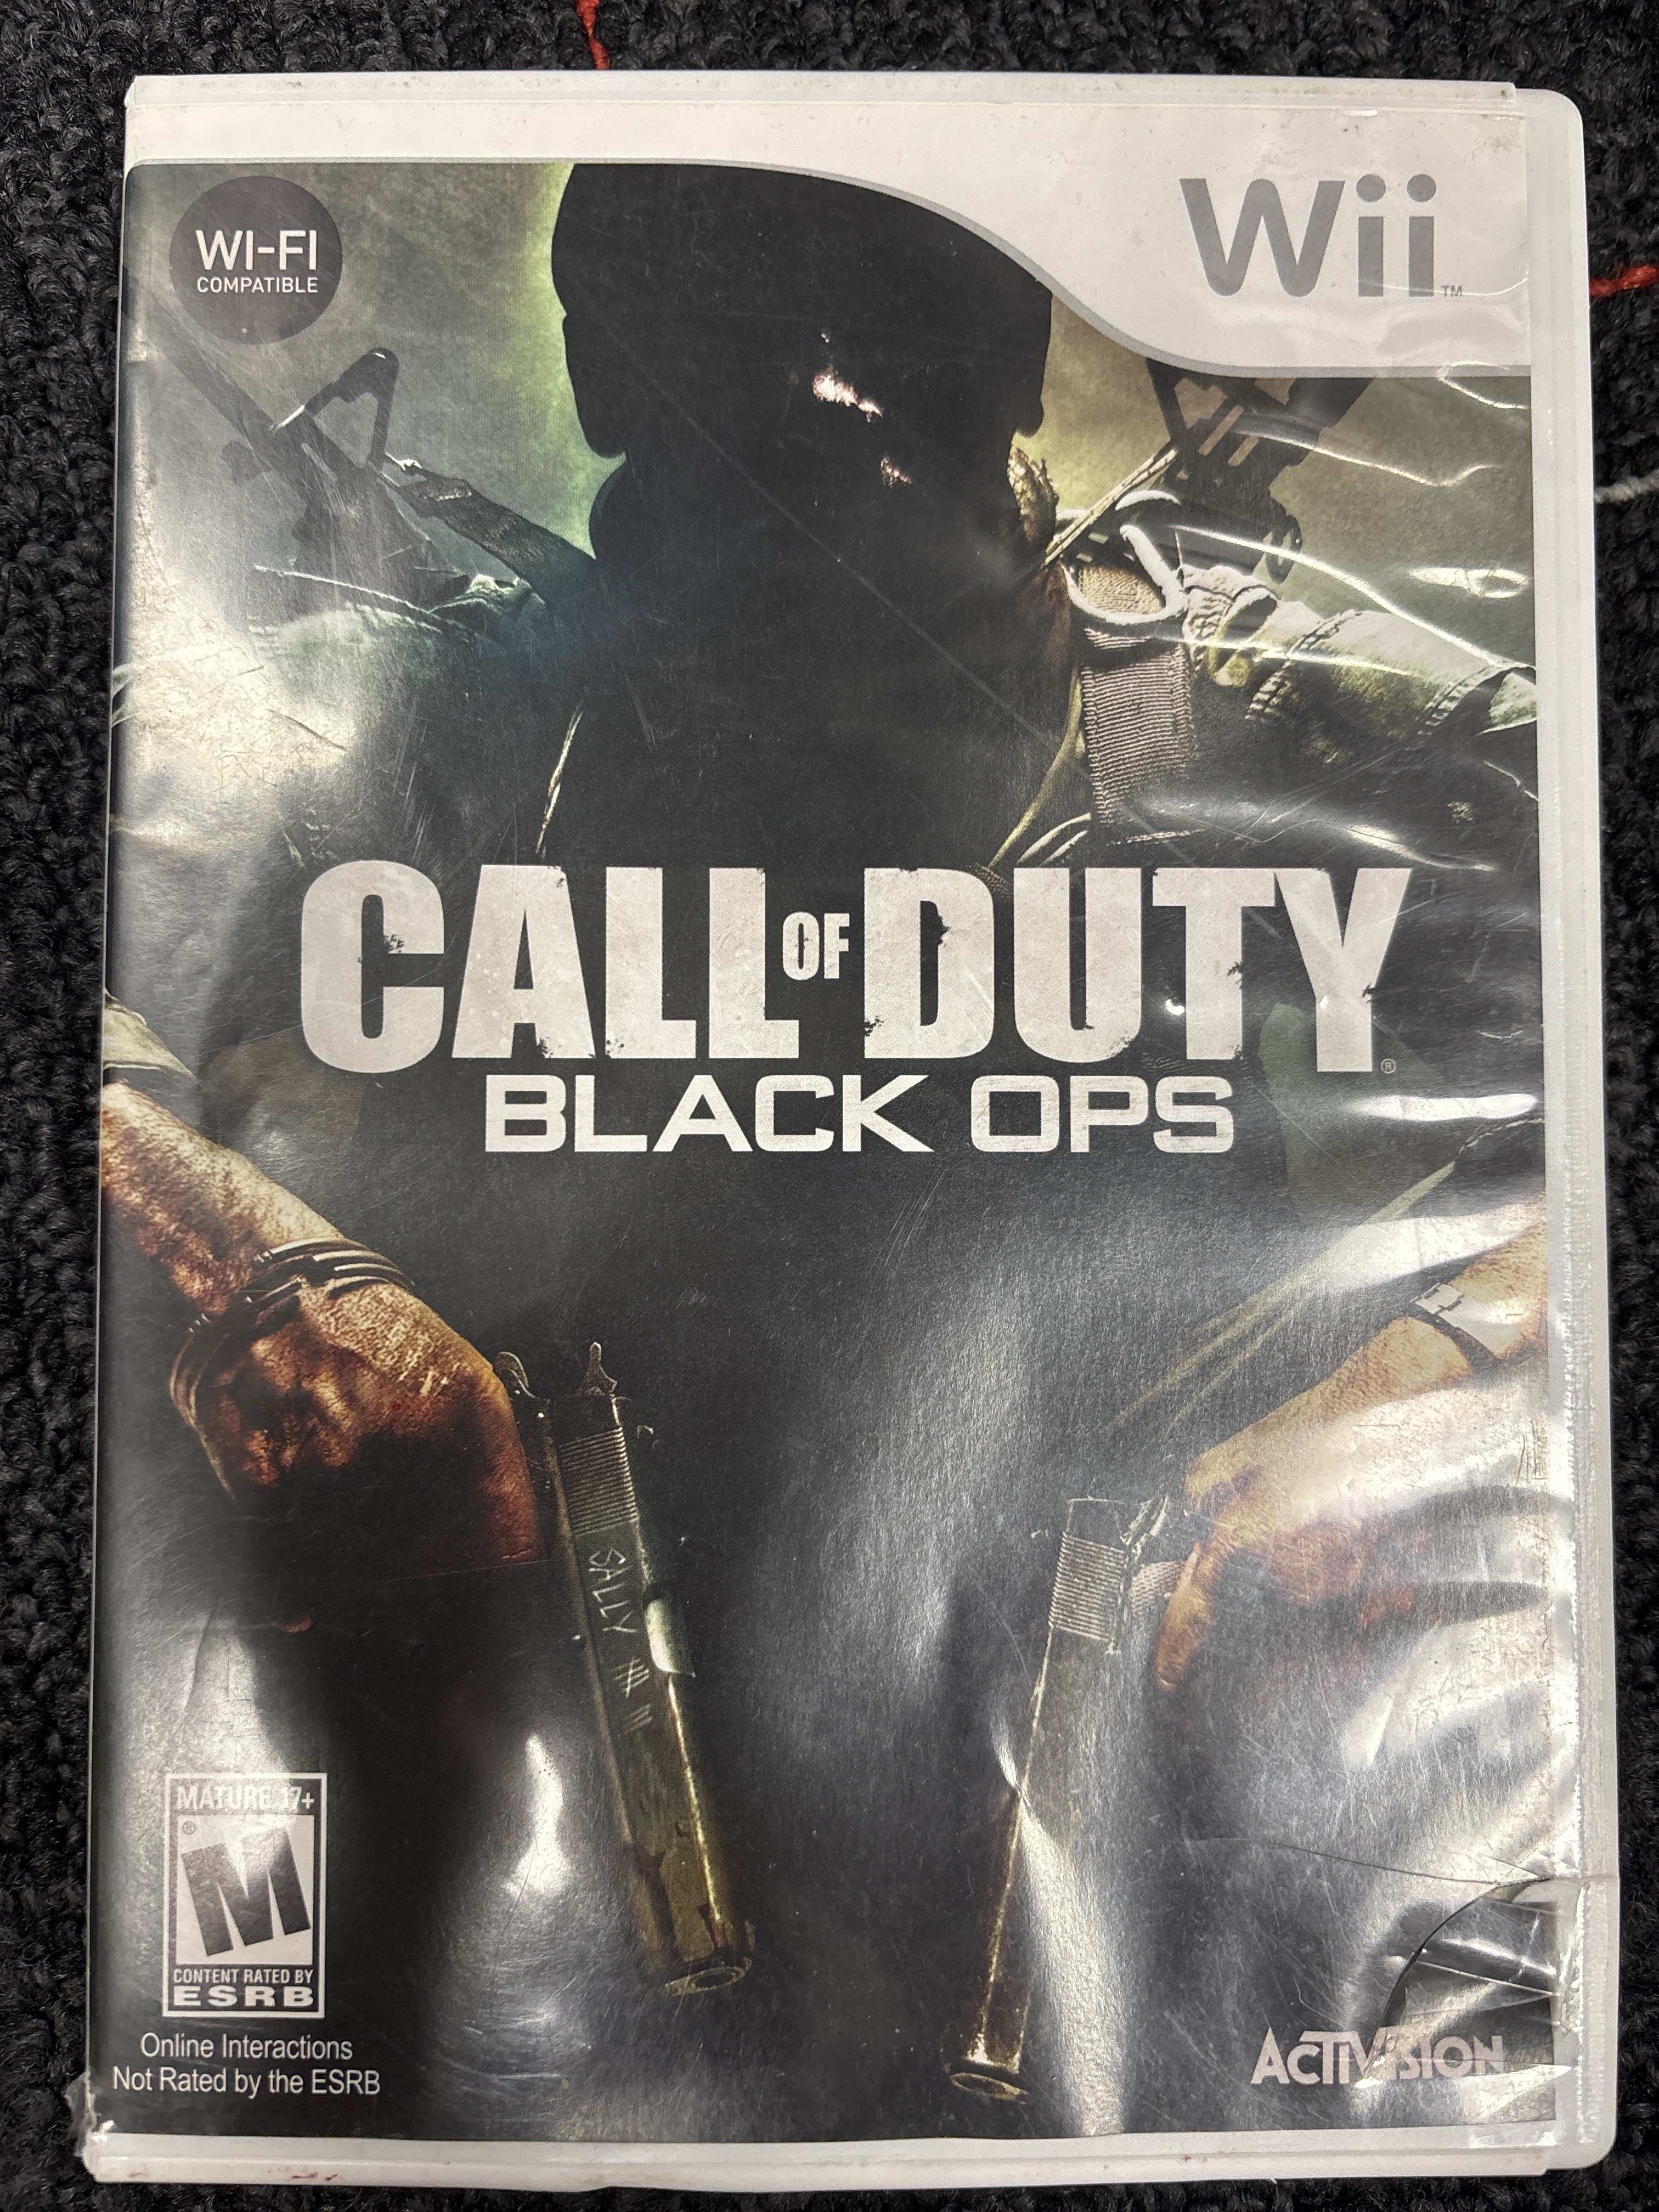 WI-FI
COMPATIBLE
Wii™
CALL OF DUTY®
BLACK OPS
SALLY
MATURE 17+
®
M
CONTENT RATED BY
ESRB
Online Interactions
Not Rated by the ESRB
ACTIVISION